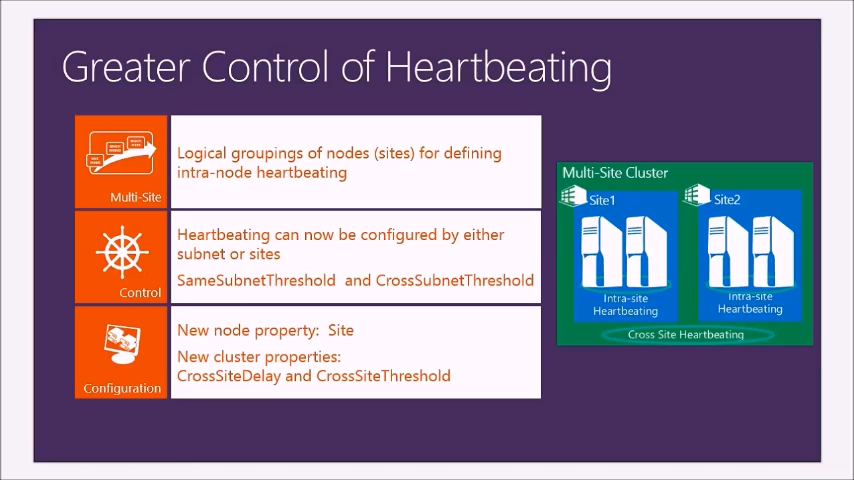 Greater Control of Heartbeating
Logical groupings of nodes (sites) for defining
intra-node heartbeating
Multi-Site
Heartbeating can now be configured by either
subnet or sites
SameSubnetThreshold and CrossSubnetThreshold
Control
New node property: Site
New cluster properties:
CrossSiteDelay and CrossSiteThreshold
Configuration
Multi-Site Cluster
Site1
Site2
Intra-site
Heartbeating
Intra-site
Heartbeating
Cross Site Heartbeating